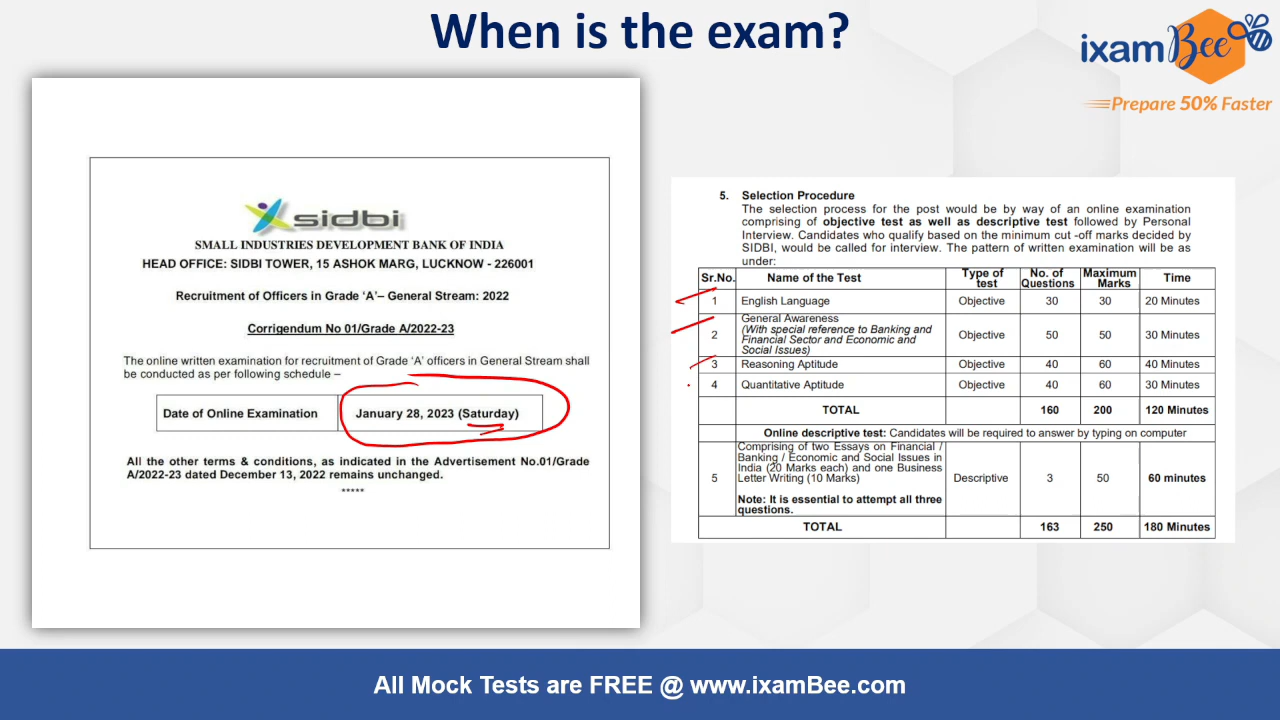 When is the exam?
ixamBee
Prepare 50% Faster
sidbi
SMALL INDUSTRIES DEVELOPMENT BANK OF INDIA
HEAD OFFICE: SIDBI TOWER, 15 ASHOK MARG, LUCKNOW - 226001
Recruitment of Officers in Grade ‘A’– General Stream: 2022
Corrigendum No 01/Grade A/2022-23
The online written examination for recruitment of Grade ‘A’ officers in General Stream shall
be conducted as per following schedule –
Date of Online Examination January 28, 2023 (Saturday)
All the other terms & conditions, as indicated in the Advertisement No.01/Grade
A/2022-23 dated December 13, 2022 remains unchanged.
*****
5. Selection Procedure
The selection process for the post would be by way of an online examination
comprising of objective test as well as descriptive test followed by Personal
Interview. Candidates who qualify based on the minimum cut -off marks decided by
SIDBI, would be called for interview. The pattern of written examination will be as
under:
Sr.No. Name of the Test Type of test No. of Questions Maximum Marks Time
1 English Language Objective 30 30 20 Minutes
General Awareness
(With special reference to Banking and
2 Financial Sector and Economic and Objective 50 50 30 Minutes
Social Issues)
3 Reasoning Aptitude Objective 40 60 40 Minutes
4 Quantitative Aptitude Objective 40 60 30 Minutes
TOTAL 160 200 120 Minutes
Online descriptive test: Candidates will be required to answer by typing on computer
Comprising of two Essays on Financial /
Banking / Economic and Social Issues in
India (20 Marks each) and one Business
5 Letter Writing (10 Marks) Descriptive 3 50 60 minutes
Note: It is essential to attempt all three
questions.
TOTAL 163 250 180 Minutes
All Mock Tests are FREE @ www.ixamBee.com